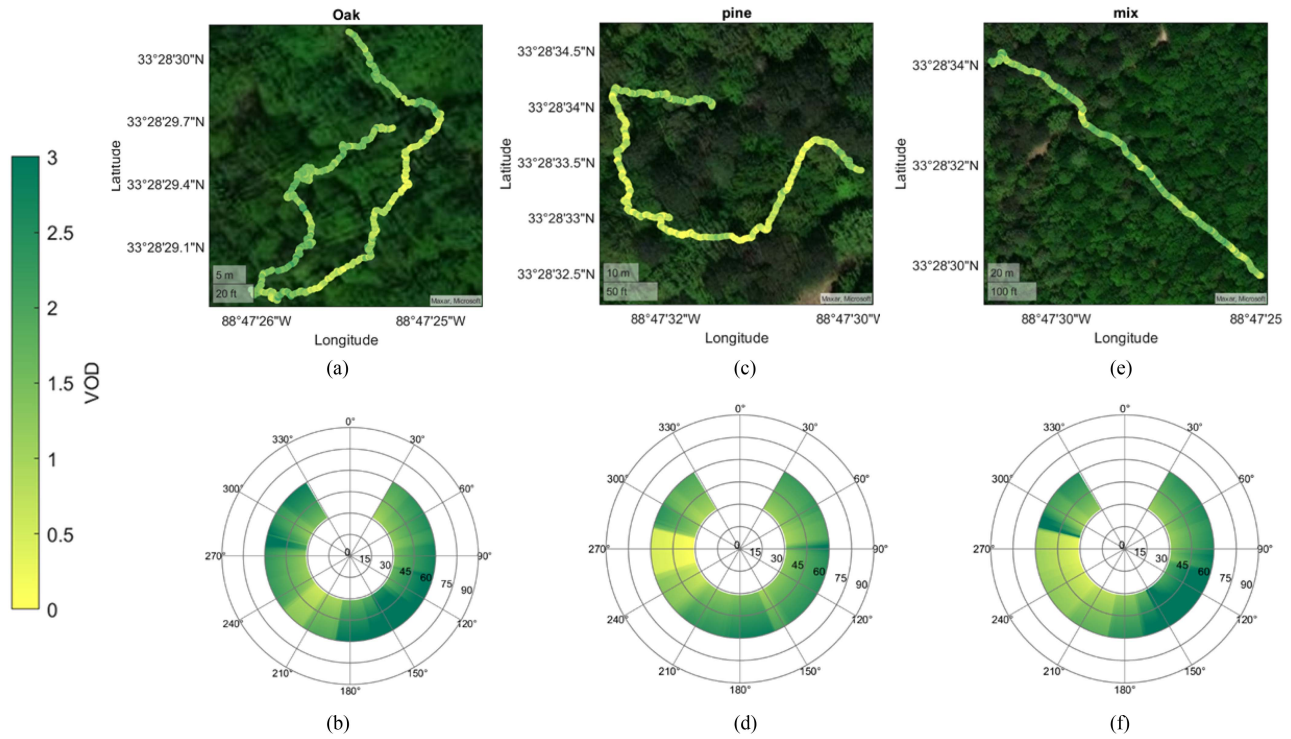 Oak
pine
mix
33°28'30"N
33°28'29.7"N
33°28'29.4"N
33°28'29.1"N
Latitude
5 m
20 ft
Maxar, Microsoft
88°47'26"W
88°47'25"W
Longitude
(a)
33°28'34.5"N
33°28'34"N
33°28'33.5"N
33°28'33"N
33°28'32.5"N
Latitude
10 m
50 ft
Maxar, Microsoft
88°47'32"W
88°47'30"V
Longitude
(c)
33°28'34"N
33°28'32"N
33°28'30"N
Latitude
20 m
100 ft
Maxar, Microsoft
88°47'30"W
88°47'25
Longitude
(e)
3
2.5
2
1.5
1
0.5
0
VOD
0°
30°
60°
90°
120°
150°
180°
210°
240°
270°
300°
330°
0
15
30
45
60
75
90
(b)
0°
30°
60°
90°
120°
150°
180°
210°
240°
270°
300°
330°
0
15
30
45
60
75
90
(d)
0°
30°
60°
90°
120°
150°
180°
210°
240°
270°
300°
330°
0
15
30
45
60
75
90
(f)